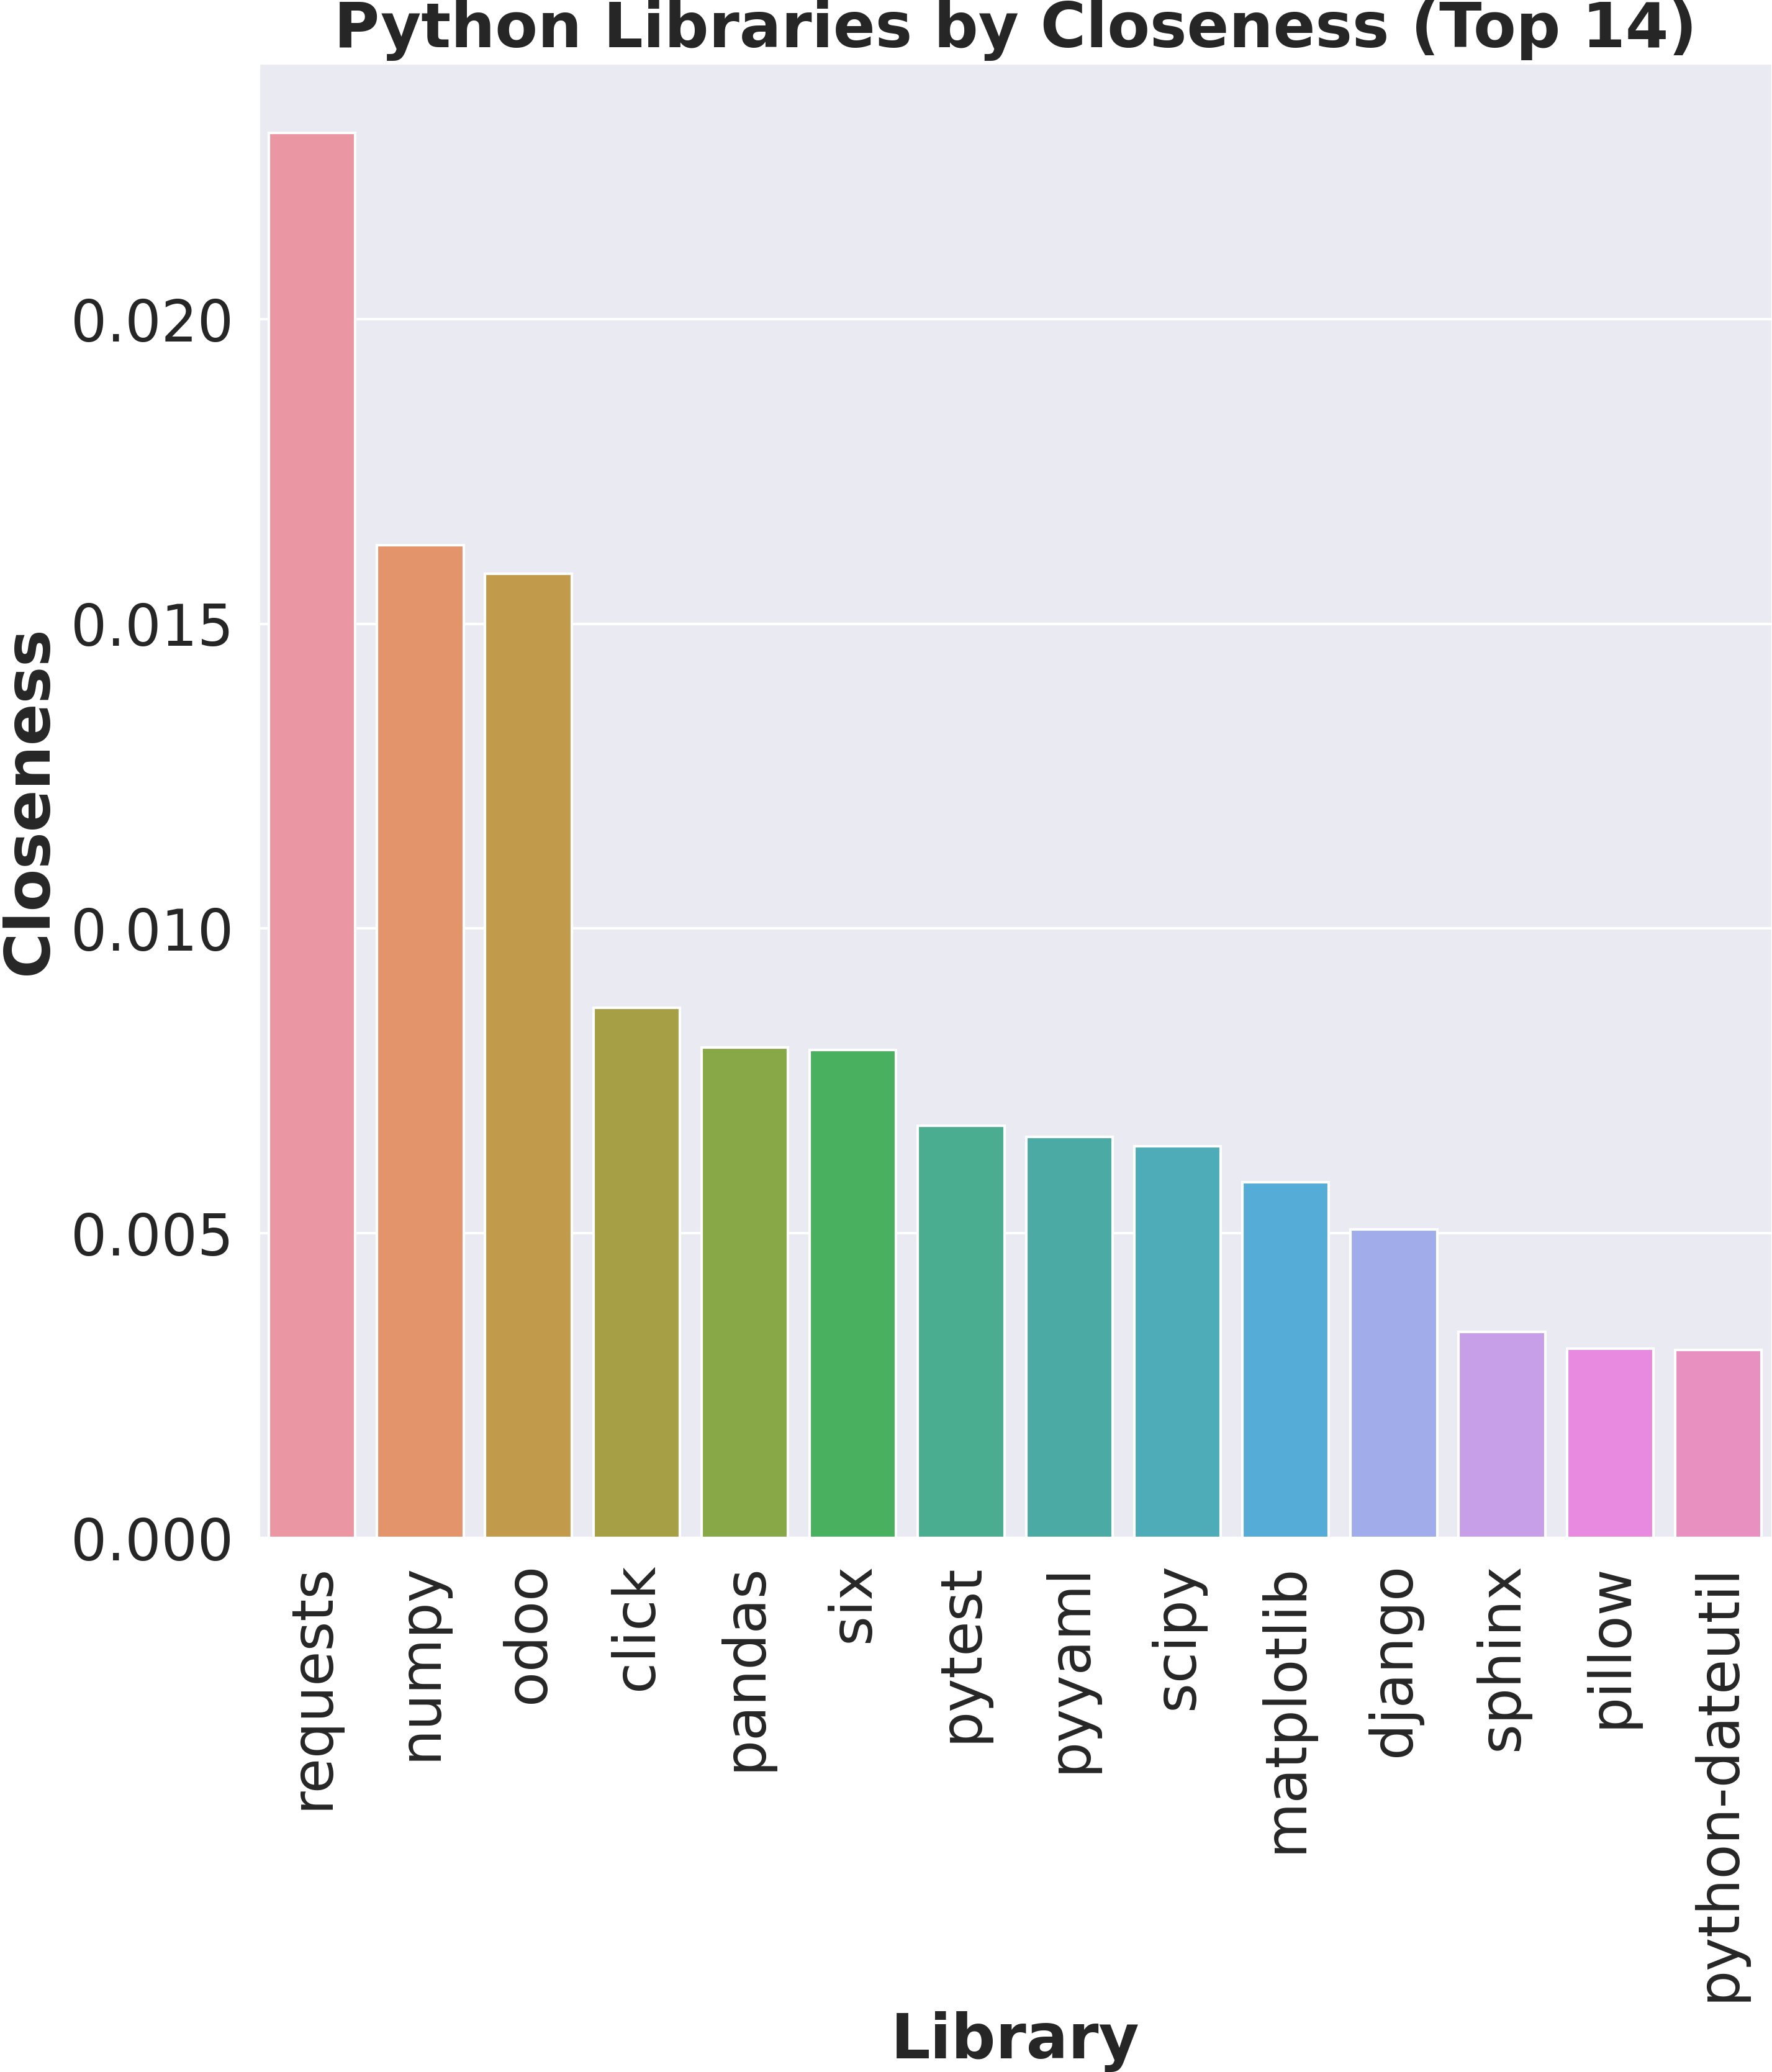 Python Libraries by Closeness (Top 14)
Closeness
0.020
0.015
0.010
0.005
0.000
requests
numpy
odoo
click
pandas
six
pytest
pyyaml
scipy
matplotlib
django
sphinx
pillow
python-dateutil
Library